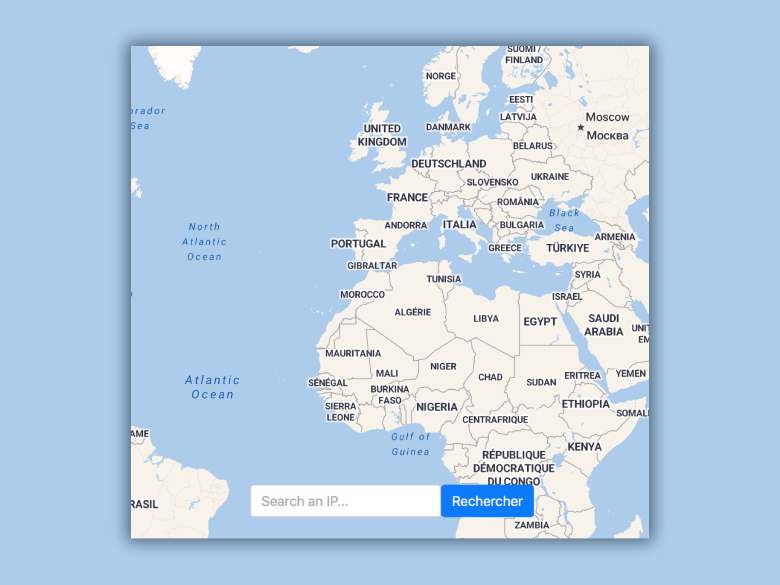 SUOMI /
FINLAND
NORGE
EESTI
Moscow
Москва
LATVIJA
DANMARK
UNITED
KINGDOM
BELARUS
DEUTSCHLAND
UKRAINE
SLOVENSKO
FRANCE
ROMÂNIA
Black
Sea
ANDORRA
ITALIA
BULGARIA
ARMENIA
PORTUGAL
GREECE
TÜRKIYE
GIBRALTAR
TUNISIA
SYRIA
MOROCCO
ISRAEL
ALGÉRIE
LIBYA
EGYPT
SAUDI
ARABIA
UNIT
EM
orador
Sea
North
Atlantic
Ocean
MAURITANIA
MALI
NIGER
CHAD
SUDAN
ERITREA
YEMEN
SÉNÉGAL
BURKINA
FASO
Atlantic
Ocean
SIERRA
LEONE
NIGERIA
ETHIOPIA
SOMALI
CENTRAFRIQUE
Gulf of
Guinea
AME
KENYA
RÉPUBLIQUE
DÉMOCRATIQUE
DU CONGO
RASIL
Search an IP...
Rechercher
ZAMBIA